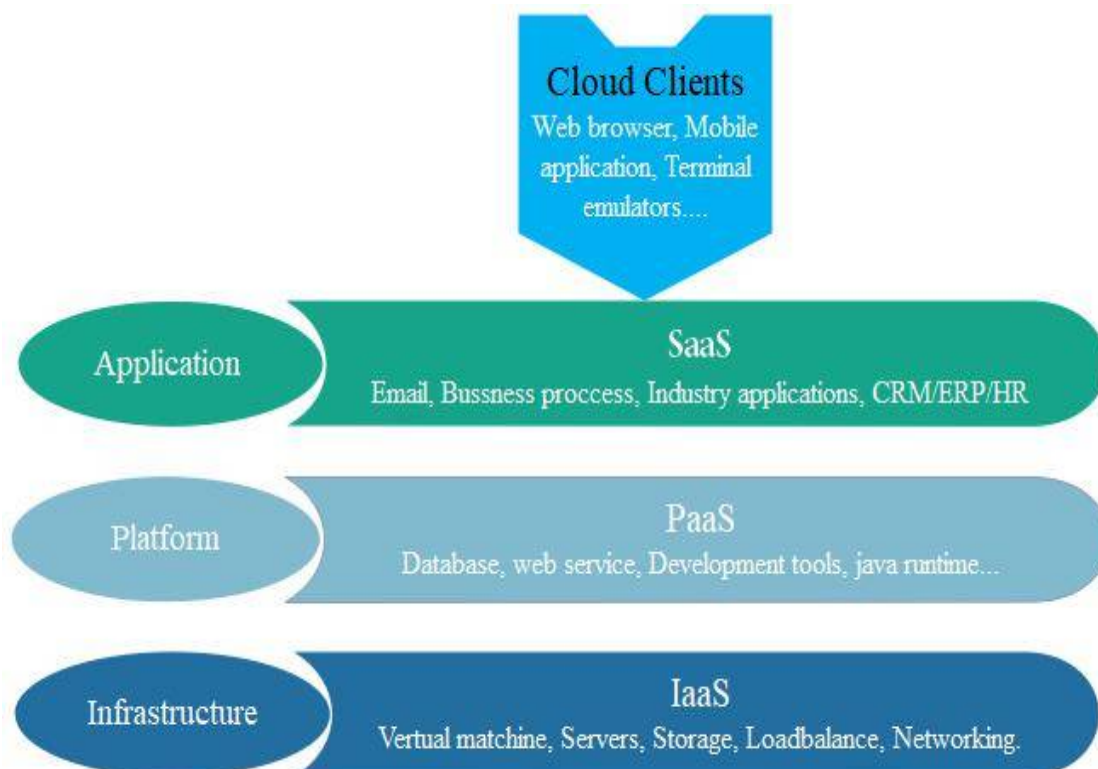 Cloud Clients
Web browser, Mobile
application, Terminal
emulators....
Application
SaaS
Email, Bussness proccess, Industry applications, CRM/ERP/HR
Platform
PaaS
Database, web service, Development tools, java runtime...
Infrastructure
IaaS
Vertual matchine, Servers, Storage, Loadbalance, Networking.